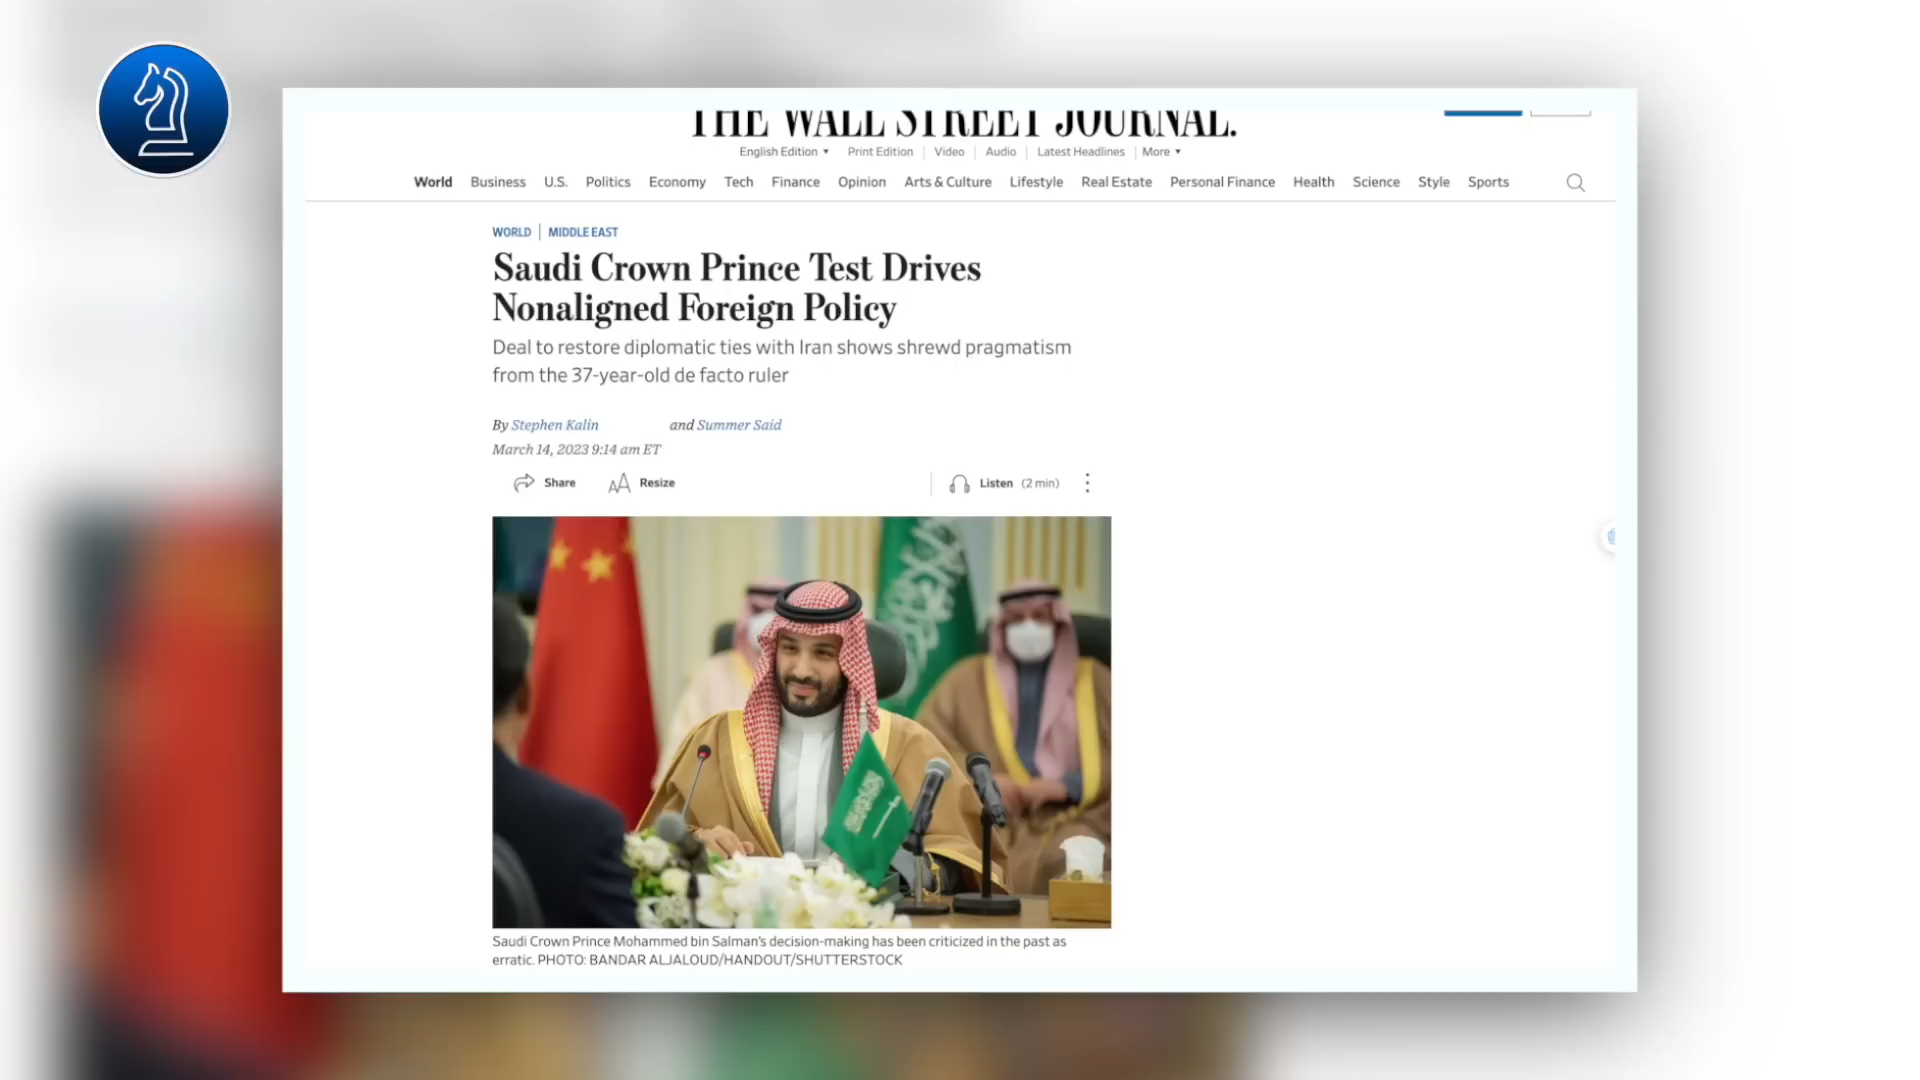 THE WALL STREET JOURNAL.
English Edition Print Edition Video Audio Latest Headlines More
World Business U.S. Politics Economy Tech Finance Opinion Arts & Culture Lifestyle Real Estate Personal Finance Health Science Style Sports
WORLD MIDDLE EAST
Saudi Crown Prince Test Drives
Nonaligned Foreign Policy
Deal to restore diplomatic ties with Iran shows shrewd pragmatism
from the 37-year-old de facto ruler
By Stephen Kalin and Summer Said
March 14, 2023 9:14 am ET
Share Resize Listen (2 min)
Saudi Crown Prince Mohammed bin Salman's decision-making has been criticized in the past as
erratic. PHOTO: BANDAR ALJALOUD/HANDOUT/SHUTTERSTOCK